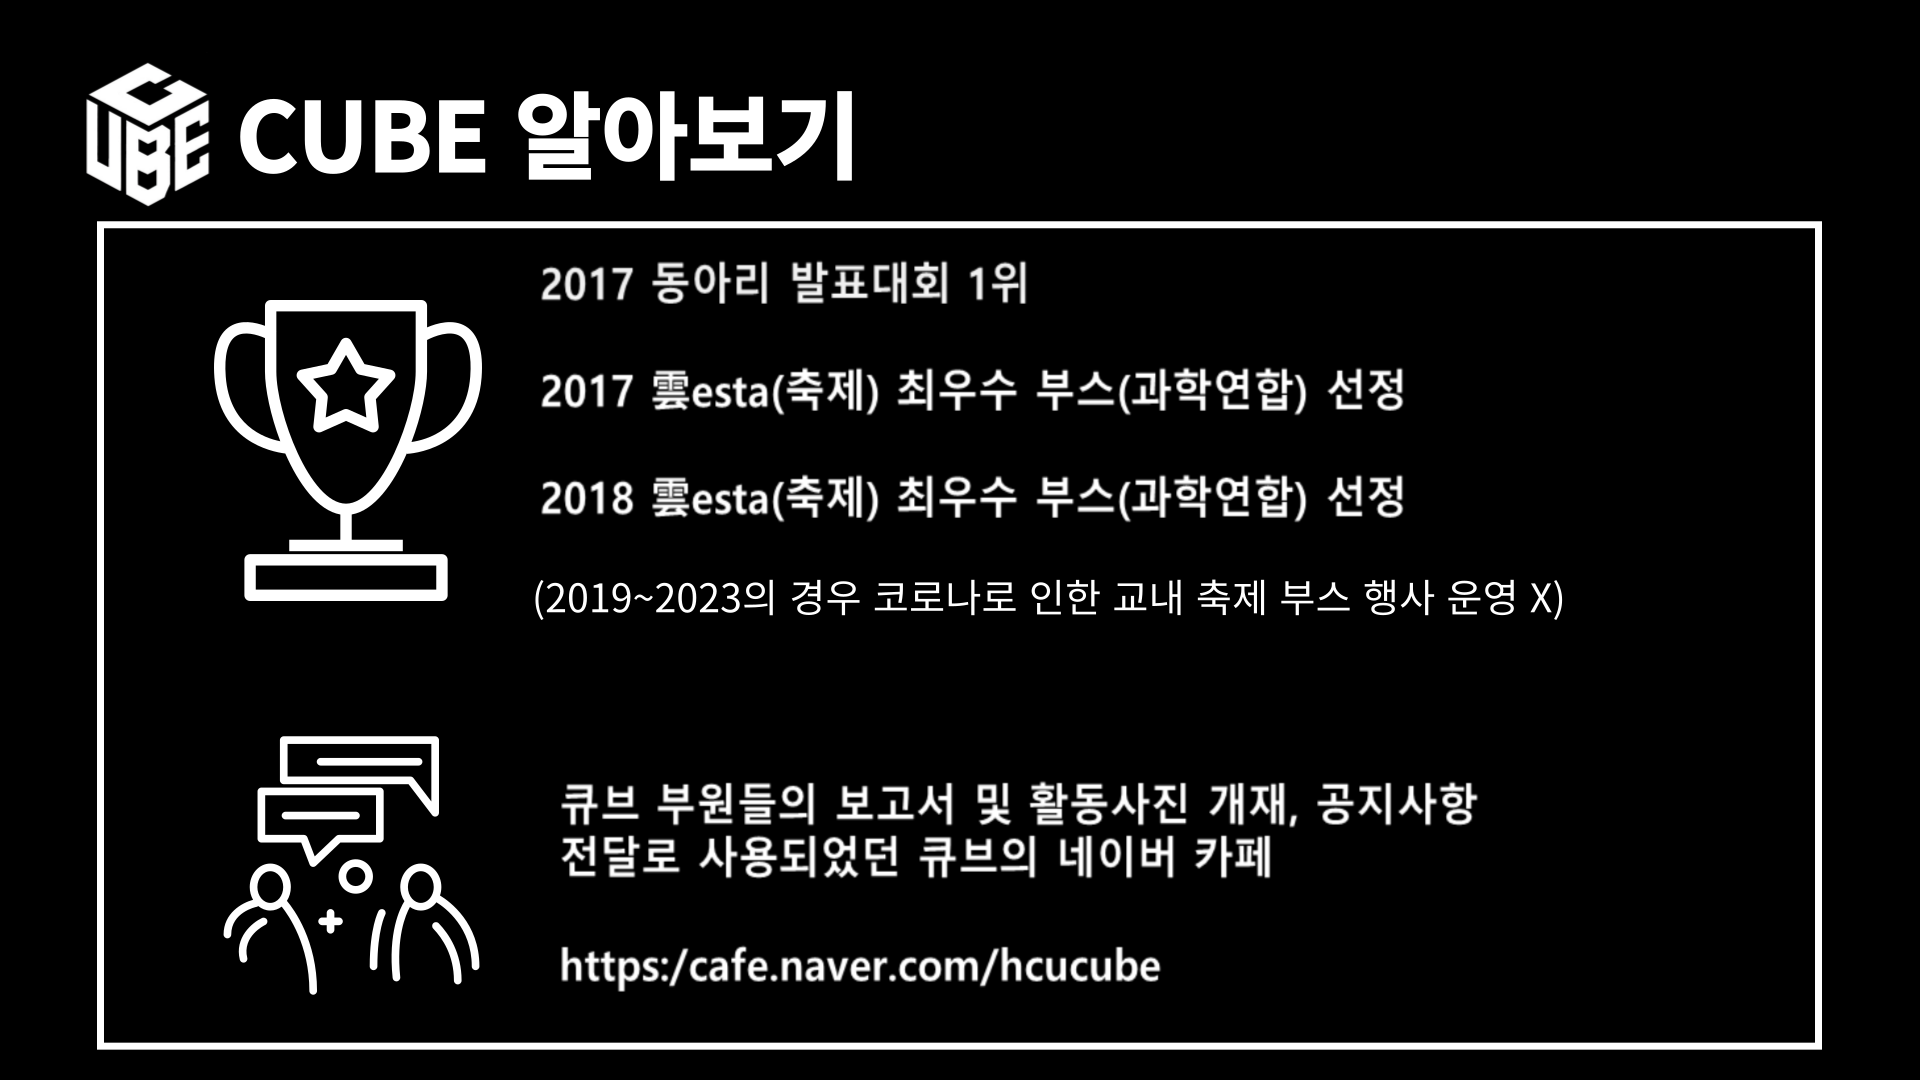 CUBE
CUBE 알아보기
2017 동아리 발표대회 1위
2017 雲esta(축제) 최우수 부스(과학연합) 선정
2018 雲esta(축제) 최우수 부스(과학연합) 선정
(2019~2023의 경우 코로나로 인한 교내 축제 부스 행사 운영 X)
큐브 부원들의 보고서 및 활동사진 개재, 공지사항
전달로 사용되었던 큐브의 네이버 카페
https:/cafe.naver.com/hcucube